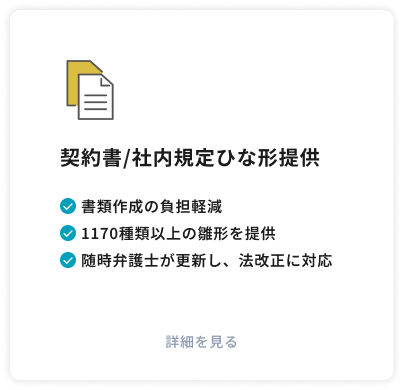 契約書/社内規定ひな形提供
書類作成の負担軽減
1170種類以上の雛形を提供
随時弁護士が更新し、法改正に対応
詳細を見る